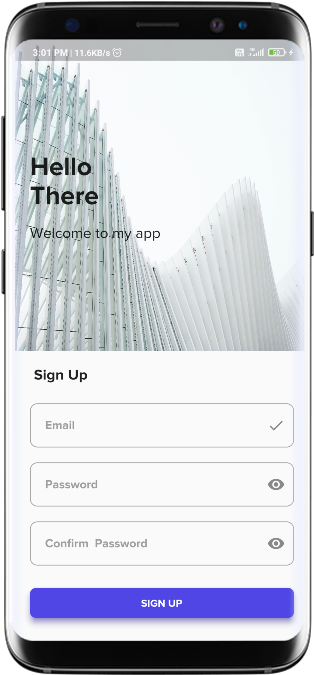 3:01 PM | 11.6KB/s
Hello
There
Welcome to my app
Sign Up
Email
Password
Confirm Password
SIGN UP